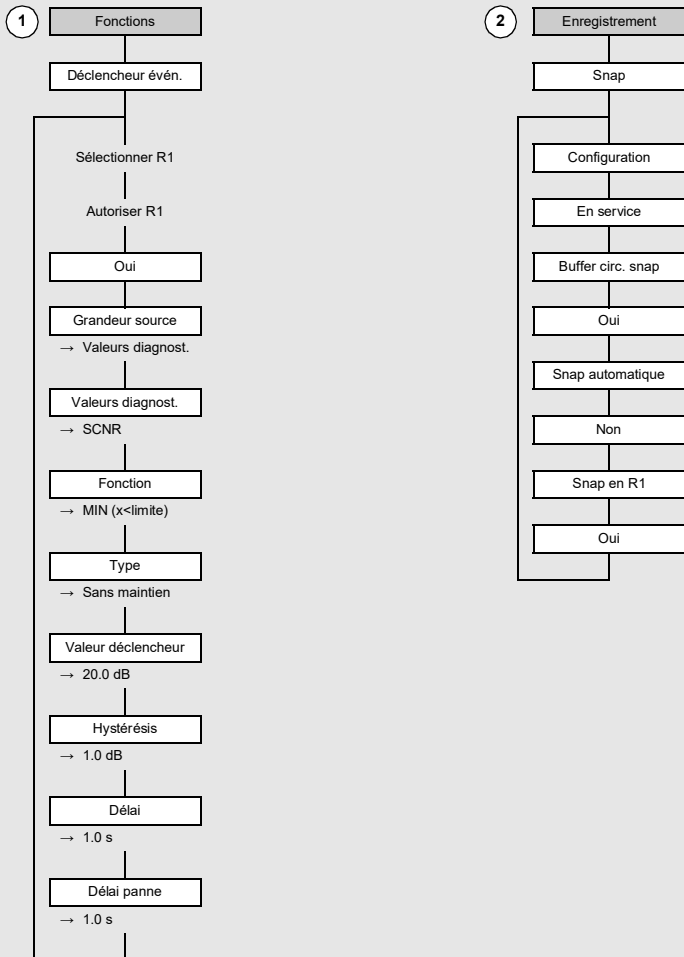 1
Fonctions
Déclencheur évén.
Sélectionner R1
Autoriser R1
Oui
Grandeur source
→ Valeurs diagnost.
Valeurs diagnost.
→ SCNR
Fonction
→ MIN (x<limite)
Type
→ Sans maintien
Valeur déclencheur
→ 20.0 dB
Hystérésis
→ 1.0 dB
Délai
→ 1.0 s
Délai panne
→ 1.0 s
2
Enregistrement
Snap
Configuration
En service
Buffer circ. snap
Oui
Snap automatique
Non
Snap en R1
Oui